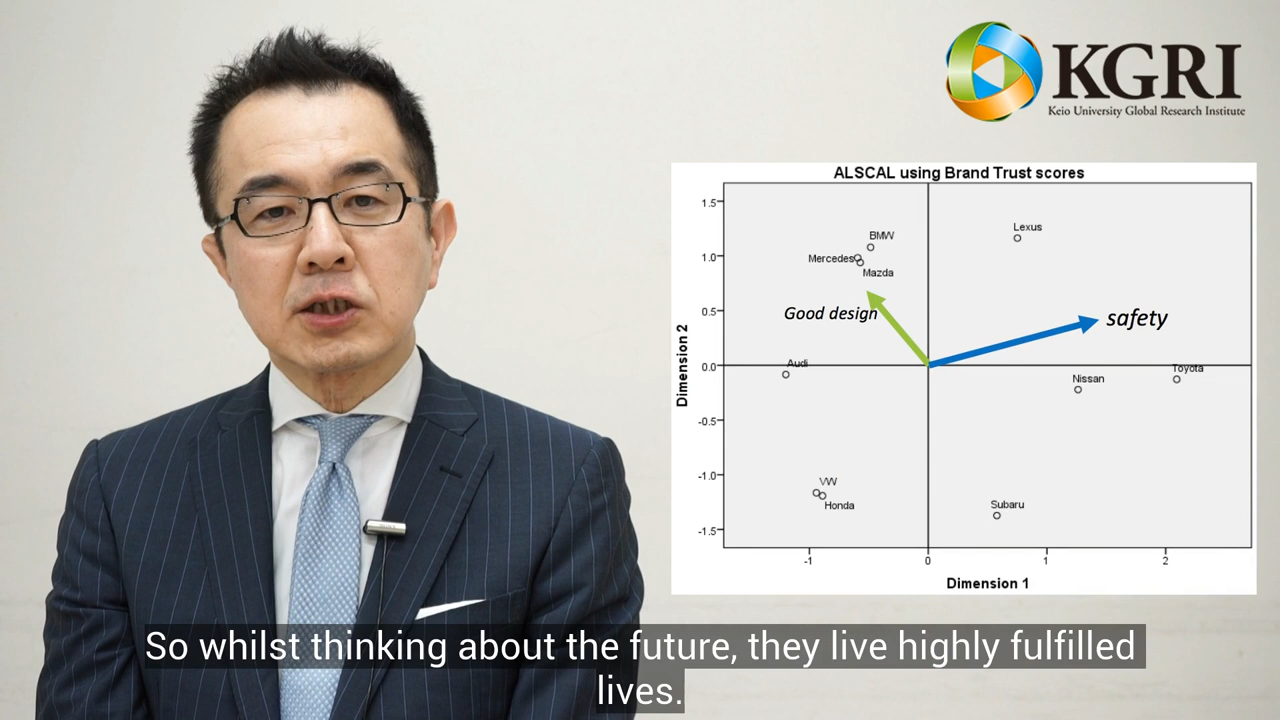 KGRI
Keio University Global Research Institute
ALSCAL using Brand Trust scores
1.5
1.0
0.5
0.0
-0.5
-1.0
-1.5
Dimension 2
BMW
Lexus
Mercedes
Mazda
Good design
safety
Audi
Toyota
Nissan
VW
Honda
Subaru
-1
0
1
2
Dimension 1
So whilst thinking about the future, they live highly fulfilled
lives.